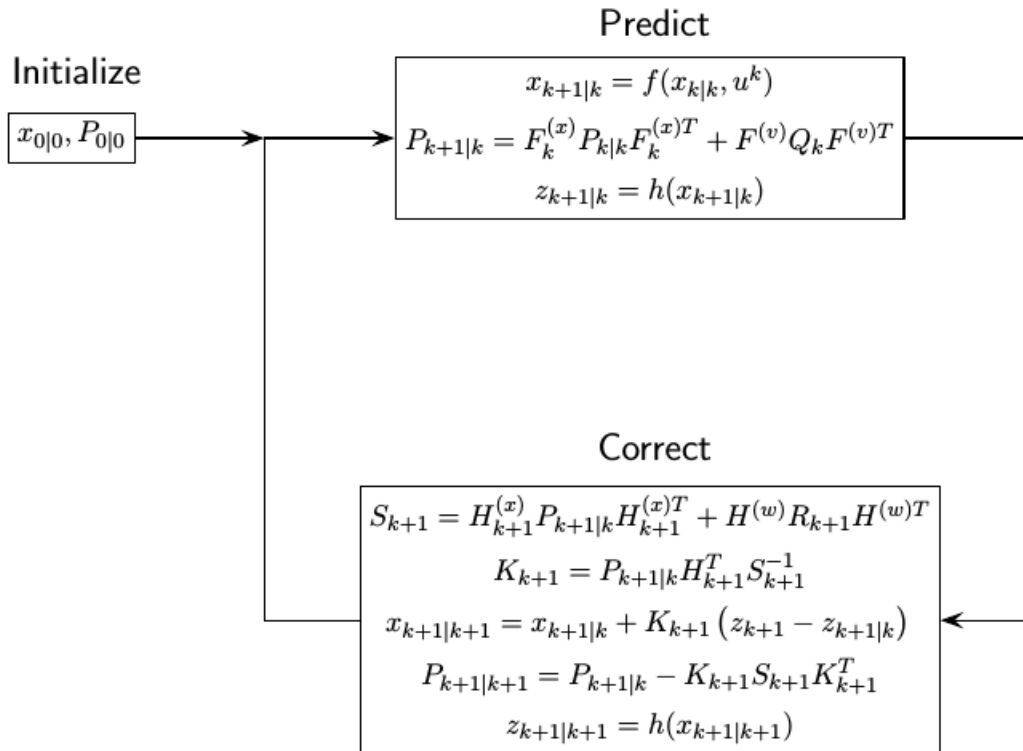 Predict
Initialize
x_{k+1|k} = f(x_{k|k}, u^k)
x_{0|0}, P_{0|0}
P_{k+1|k} = F_k^{(x)} P_{k|k} F_k^{(x)T} + F^{(v)} Q_k F^{(v)T}
z_{k+1|k} = h(x_{k+1|k})
Correct
S_{k+1} = H_{k+1}^{(x)} P_{k+1|k} H_{k+1}^{(x)T} + H^{(w)} R_{k+1} H^{(w)T}
K_{k+1} = P_{k+1|k} H_{k+1}^T S_{k+1}^{-1}
x_{k+1|k+1} = x_{k+1|k} + K_{k+1} (z_{k+1} − z_{k+1|k})
P_{k+1|k+1} = P_{k+1|k} − K_{k+1} S_{k+1} K_{k+1}^T
z_{k+1|k+1} = h(x_{k+1|k+1})